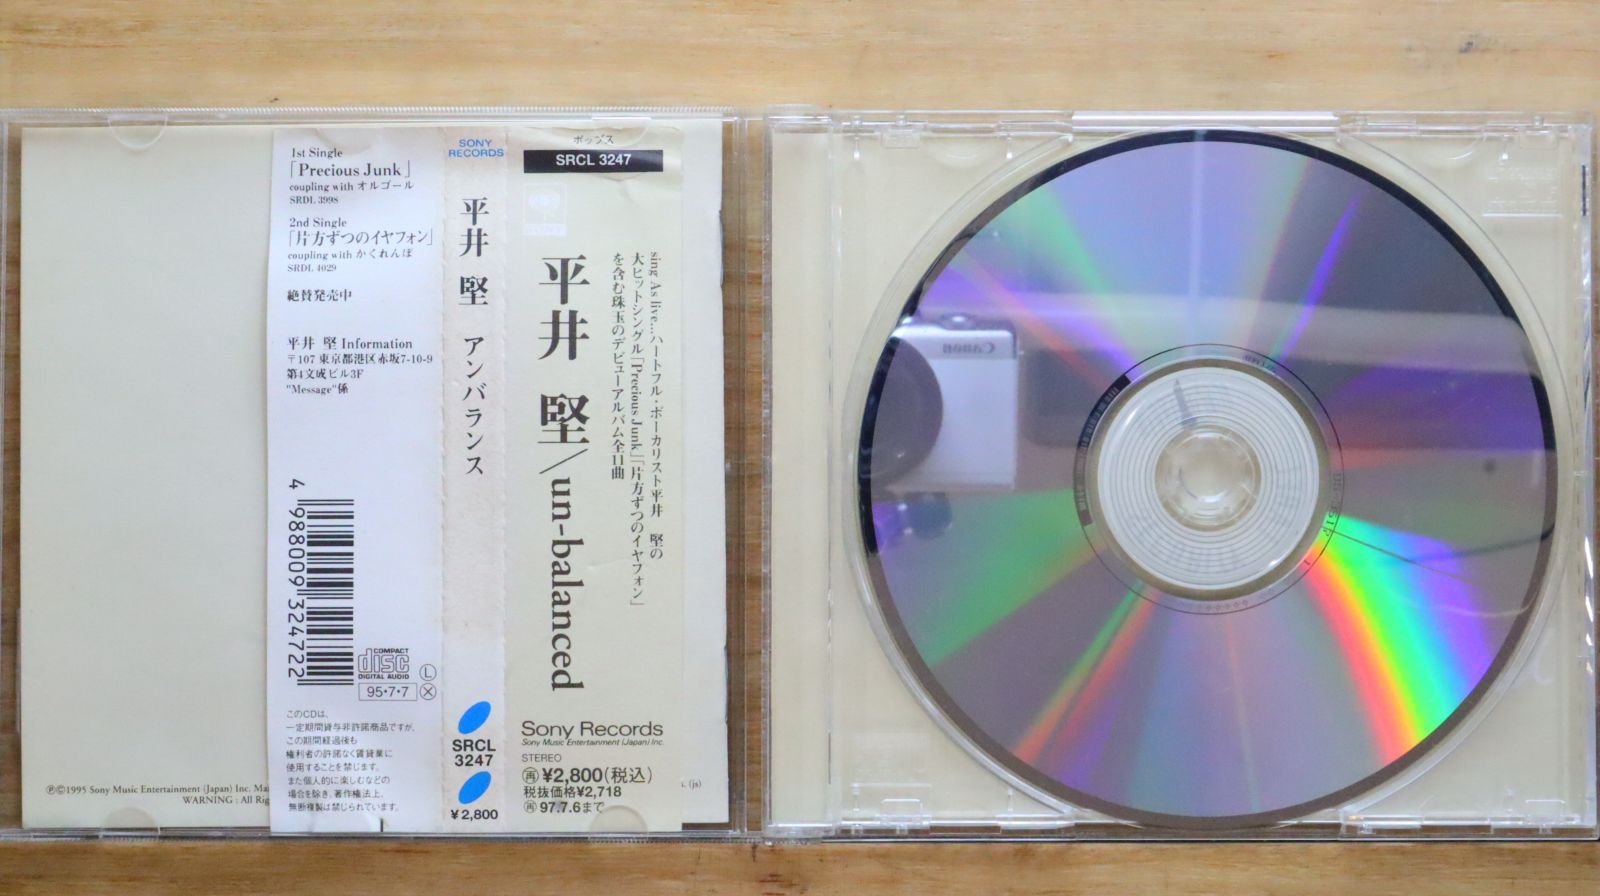 1st Single
「Precious Junk」
coupling with オルゴール
SRDL 3998
2nd Single
「片方ずつのイヤフォン」
coupling with かくれんぼ
SRDL 4029
絶賛発売中
平井 堅 Information
〒107 東京都港区赤坂7-10-9
第4文成ビル3F
"Message"係
4 988009 324722
COMPACT
disc
DIGITAL AUDIO
L
95・7・7
X
このCDは、
一定期間貸与非許諾商品ですが、
この期間経過後も
権利者の許諾なく賃貸業に
使用することを禁じます。
また個人的に楽しむなどの
場合を除き、著作権法上、
無断複製は禁じられています。
SONY
RECORDS
平井 堅 アンバランス
SRCL
3247
¥2,800
ポップス
SRCL 3247
SONY
sing As live…ハートフル・ボーカリスト平井 堅の
大ヒットシングル「Precious Junk」「片方ずつのイヤフォン」
を含む珠玉のデビューアルバム全11曲
平井 堅/un-balanced
Sony Records
Sony Music Entertainment (Japan) Inc.
STEREO
再¥2,800(税込)
税抜価格¥2,718
再97.7.6まで
ⓅⒸ1995 Sony Music Entertainment (Japan) Inc.
WARNING : All
(js)
Canon